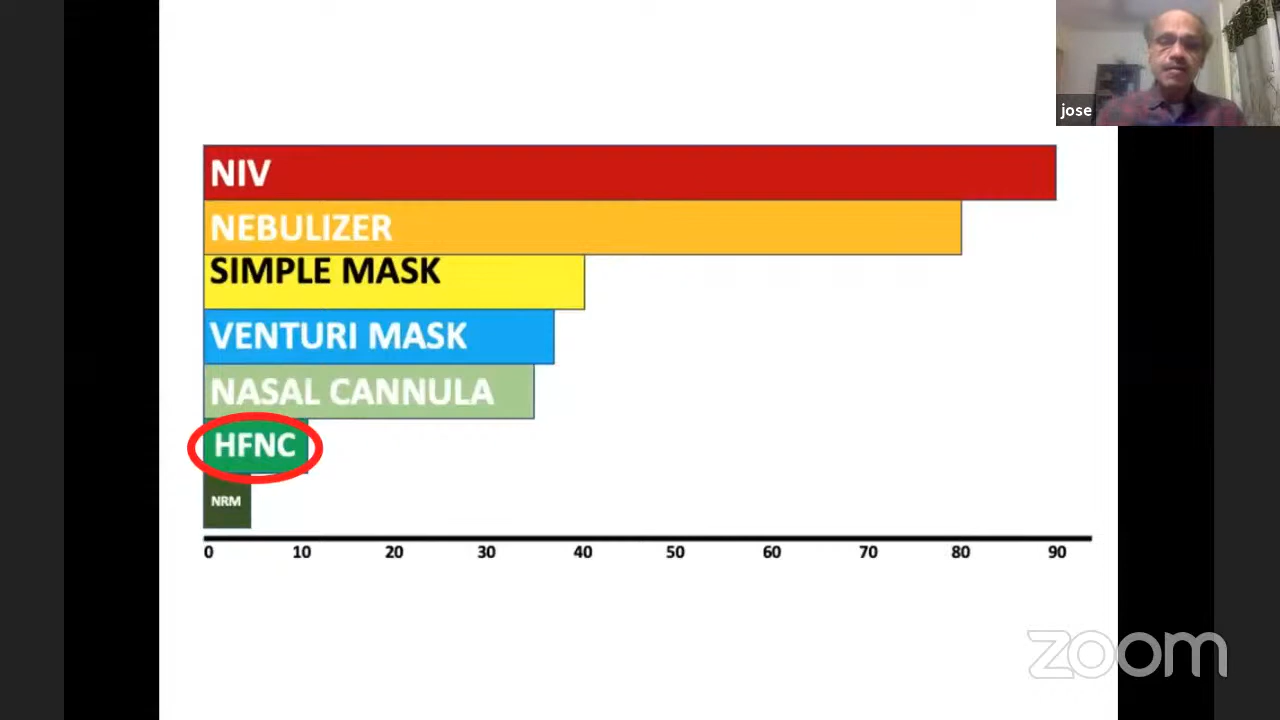 jose
NIV
NEBULIZER
SIMPLE MASK
VENTURI MASK
NASAL CANNULA
HFNC
NRM
0 10 20 30 40 50 60 70 80 90
zoom